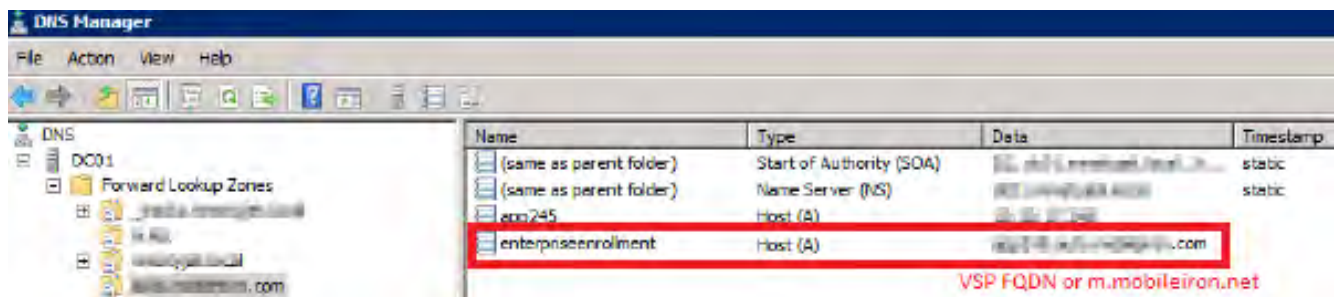 DNS Manager
File Action View Help
DNS
DC01
Forward Lookup Zones
.com
Name Type Data Timestamp
(same as parent folder) Start of Authority (SOA) static
(same as parent folder) Name Server (NS) static
app245 Host (A)
enterpriseenrollment Host (A) .com
VSP FQDN or m.mobileiron.net